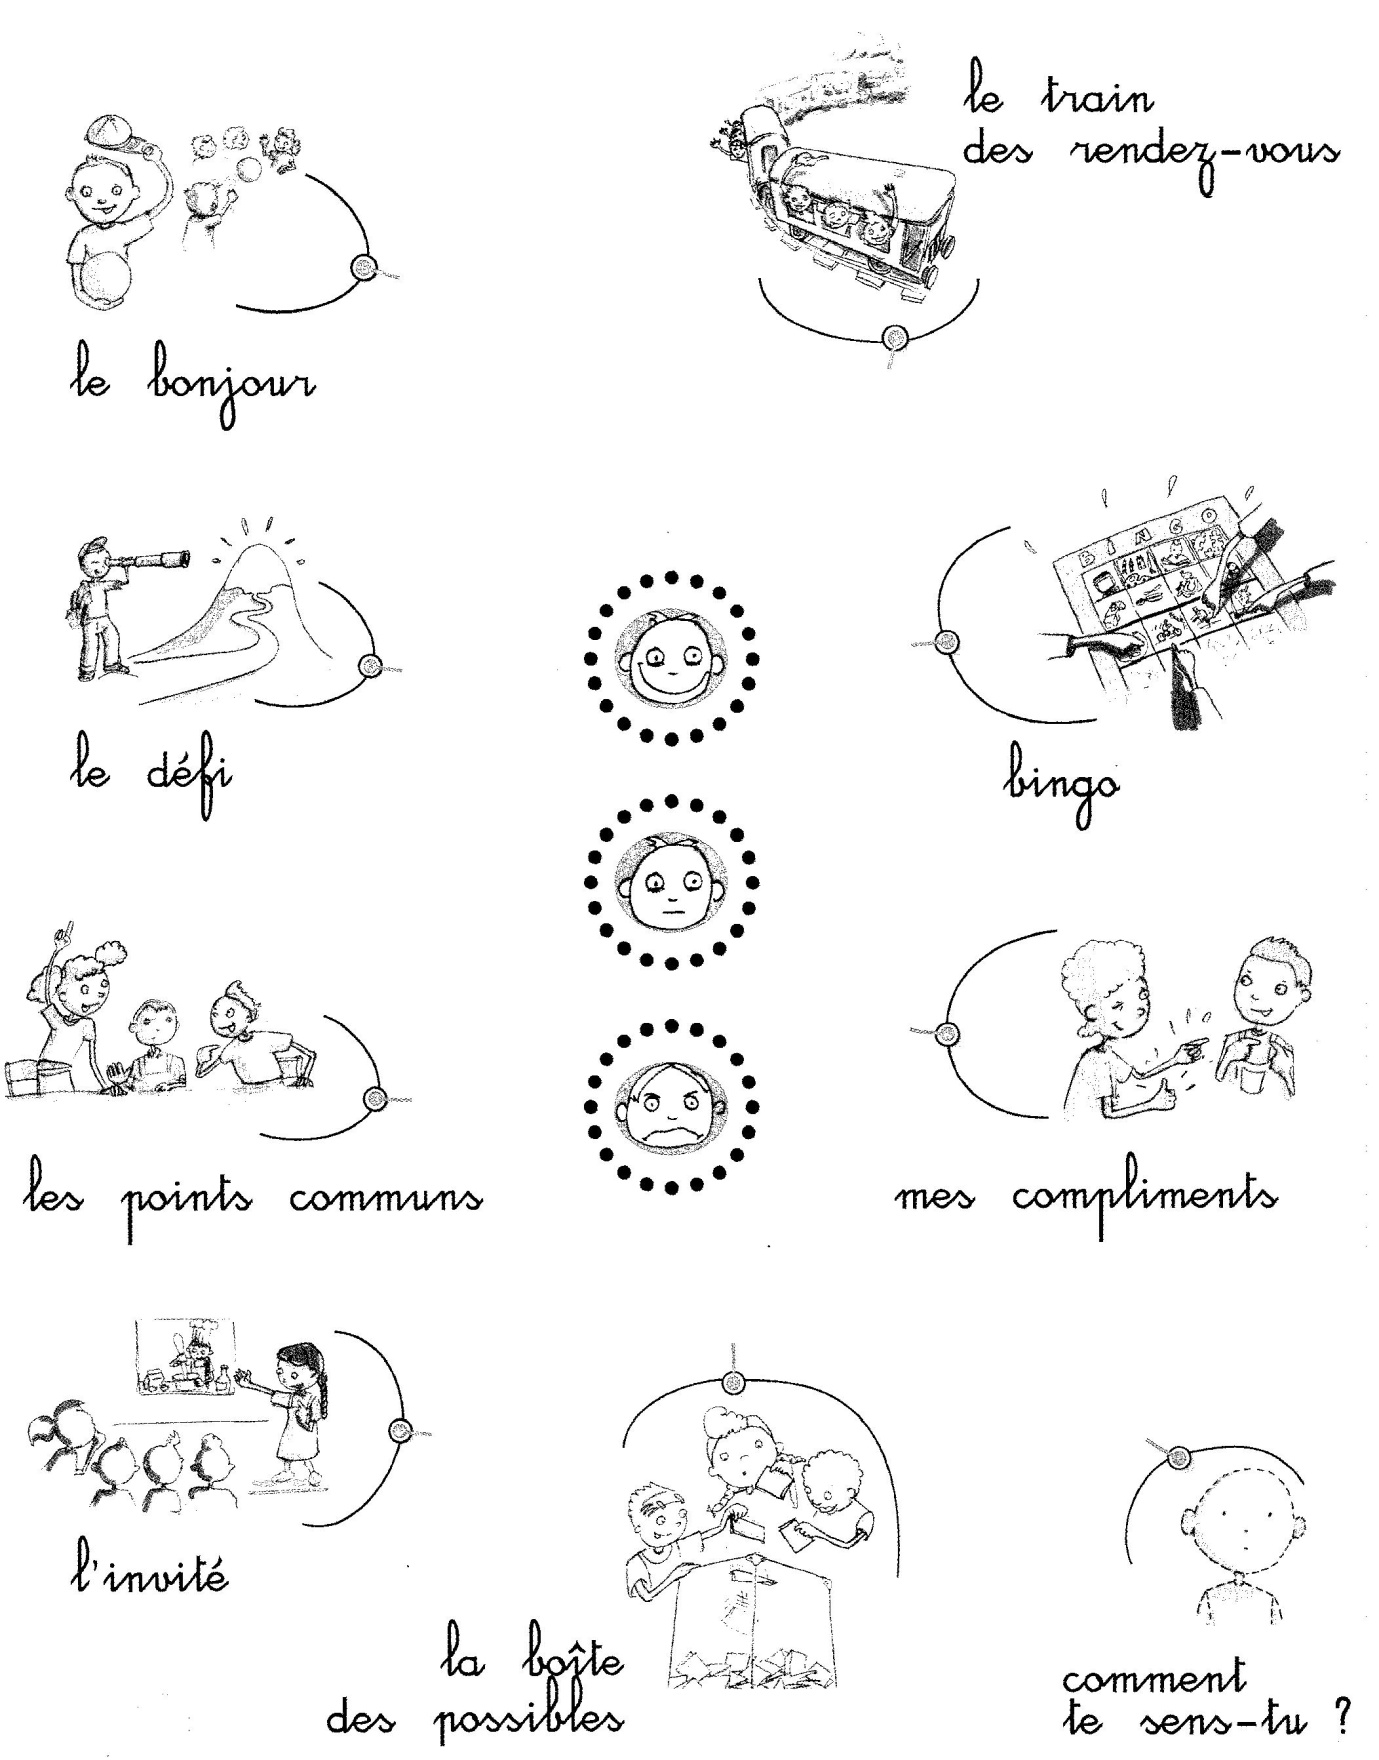 le train
des rendez-vous
le bonjour
BINGO
le défi
bingo
les points communs
mes compliments
l'invité
la boîte
des possibles
comment
te sens-tu ?